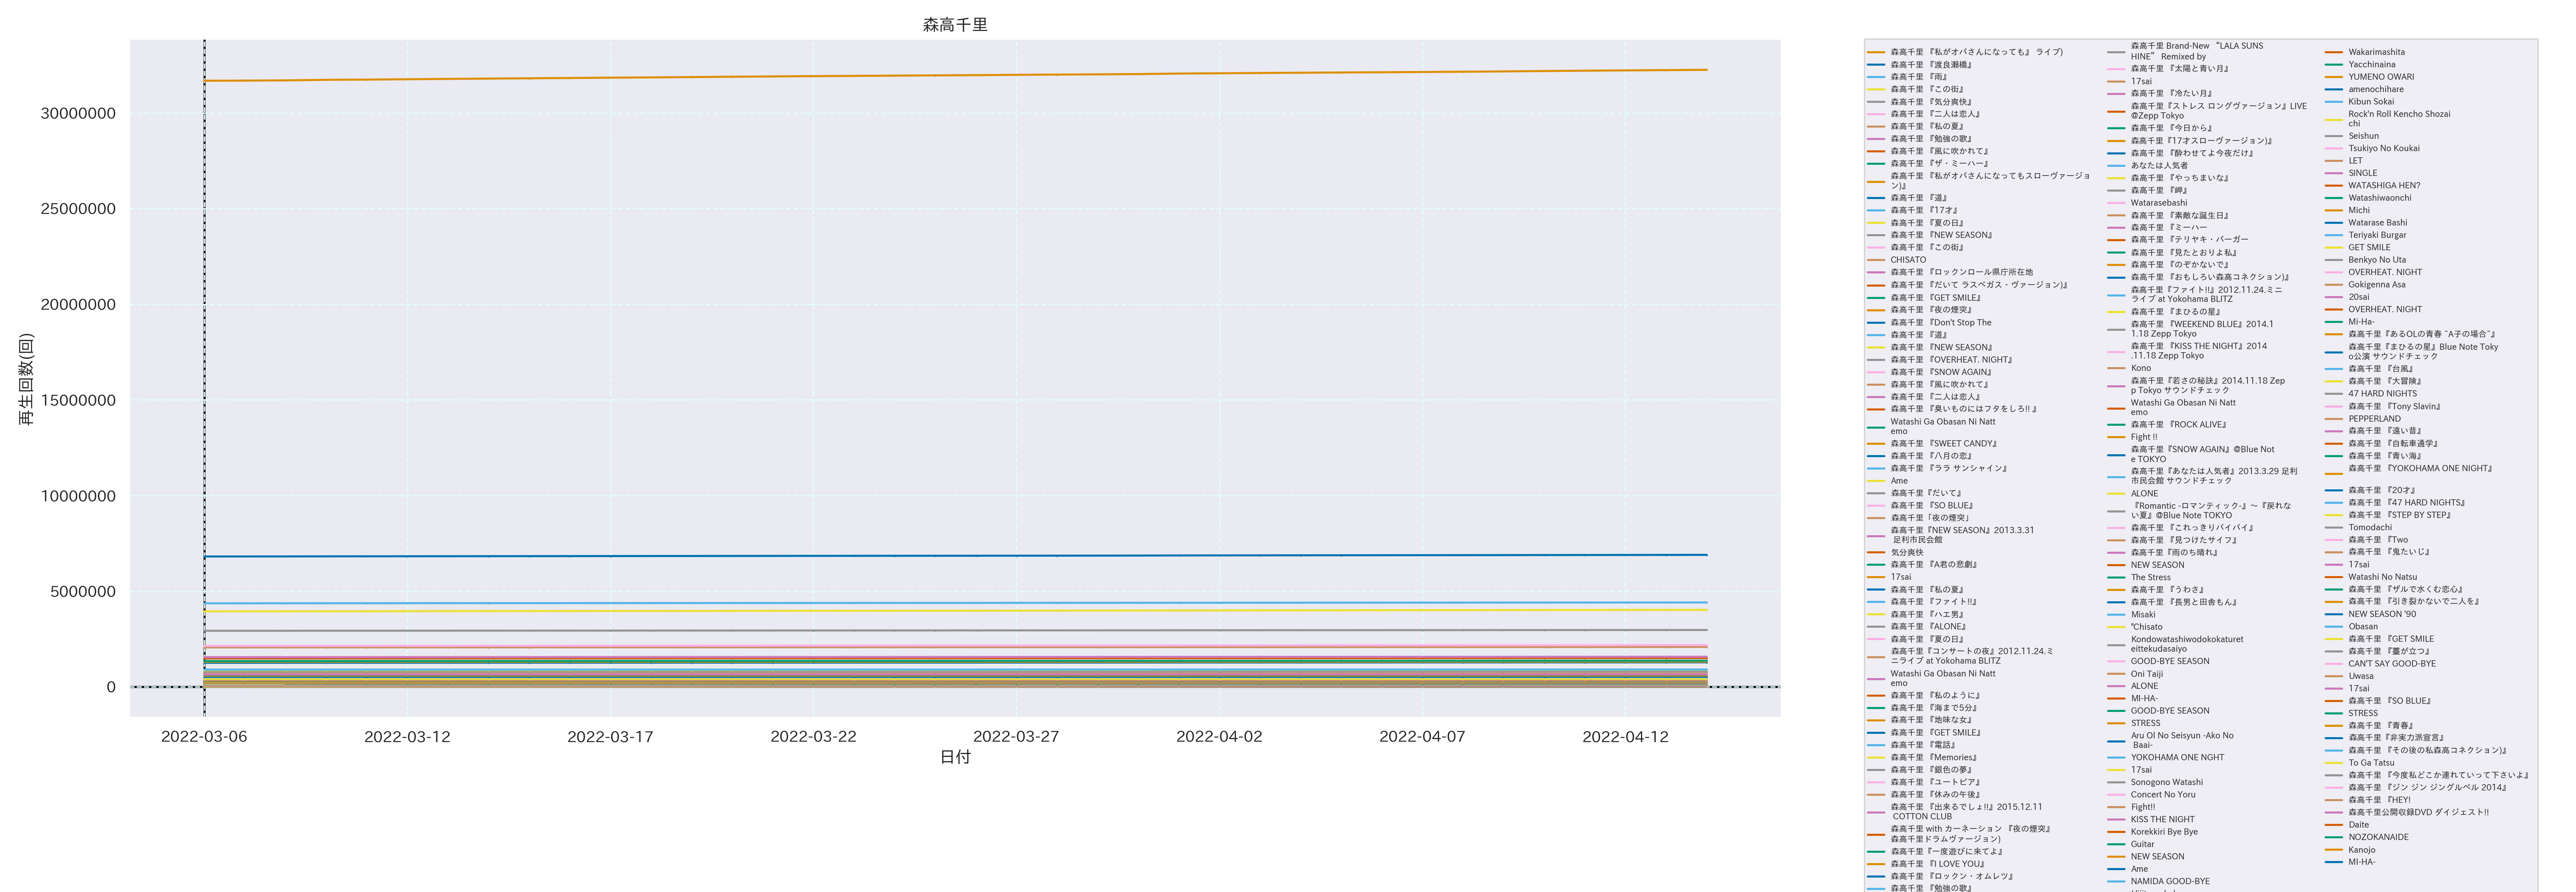 森高千里
再生回数(回)
30000000
25000000
20000000
15000000
10000000
5000000
0
2022-03-06
2022-03-12
2022-03-17
2022-03-22
2022-03-27
2022-04-02
2022-04-07
2022-04-12
日付
森高千里 『私がオバさんになっても』 ライブ)
森高千里 『渡良瀬橋』
森高千里 『雨』
森高千里 『この街』
森高千里 『気分爽快』
森高千里 『二人は恋人』
森高千里 『私の夏』
森高千里 『勉強の歌』
森高千里 『風に吹かれて』
森高千里 『ザ・ミーハー』
森高千里 『私がオバさんになってもスローヴァージョ
ン)』
森高千里 『道』
森高千里 『17才』
森高千里 『夏の日』
森高千里 『NEW SEASON』
森高千里 『この街』
CHISATO
森高千里 『ロックンロール県庁所在地
森高千里 『だいて ラスベガス・ヴァージョン)』
森高千里 『GET SMILE』
森高千里 『夜の煙突』
森高千里 『Don't Stop The
森高千里 『道』
森高千里 『NEW SEASON』
森高千里 『OVERHEAT. NIGHT』
森高千里 『SNOW AGAIN』
森高千里 『風に吹かれて』
森高千里 『二人は恋人』
森高千里 『臭いものにはフタをしろ!! 』
Watashi Ga Obasan Ni Natt
emo
森高千里 『SWEET CANDY』
森高千里 『八月の恋』
森高千里 『ララ サンシャイン』
Ame
森高千里『だいて』
森高千里 『SO BLUE』
森高千里「夜の煙突」
森高千里『NEW SEASON』2013.3.31
足利市民会館
気分爽快
森高千里 『A君の悲劇』
17sai
森高千里 『私の夏』
森高千里 『ファイト!!』
森高千里 『ハエ男』
森高千里 『ALONE』
森高千里 『夏の日』
森高千里『コンサートの夜』2012.11.24.ミ
ニライブ at Yokohama BLITZ
Watashi Ga Obasan Ni Natt
emo
森高千里 『私のように』
森高千里 『海まで5分』
森高千里 『地味な女』
森高千里 『GET SMILE』
森高千里 『電話』
森高千里 『Memories』
森高千里 『銀色の夢』
森高千里 『ユートピア』
森高千里 『休みの午後』
森高千里 『出来るでしょ!!』2015.12.11
COTTON CLUB
森高千里 with カーネーション 『夜の煙突』
森高千里ドラムヴァージョン)
森高千里『一度遊びに来てよ』
森高千里 『I LOVE YOU』
森高千里 『ロックン・オムレツ』
森高千里 『勉強の歌』
森高千里 Brand-New “LALA SUNS
HINE” Remixed by
森高千里 『太陽と青い月』
17sai
森高千里 『冷たい月』
森高千里『ストレス ロングヴァージョン』LIVE
@Zepp Tokyo
森高千里 『今日から』
森高千里『17才スローヴァージョン)』
森高千里 『酔わせてよ今夜だけ』
あなたは人気者
森高千里 『やっちまいな』
森高千里 『岬』
Watarasebashi
森高千里 『素敵な誕生日』
森高千里 『ミーハー
森高千里 『テリヤキ・バーガー
森高千里 『見たとおりよ私』
森高千里 『のぞかないで』
森高千里 『おもしろい森高コネクション)』
森高千里『ファイト!!』2012.11.24.ミニ
ライブ at Yokohama BLITZ
森高千里 『まひるの星』
森高千里 『WEEKEND BLUE』2014.1
1.18 Zepp Tokyo
森高千里 『KISS THE NIGHT』2014
.11.18 Zepp Tokyo
Kono
森高千里『若さの秘訣』2014.11.18 Zep
p Tokyo サウンドチェック
Watashi Ga Obasan Ni Natt
emo
森高千里 『ROCK ALIVE』
Fight !!
森高千里『SNOW AGAIN』@Blue Not
e TOKYO
森高千里『あなたは人気者』2013.3.29 足利
市民会館 サウンドチェック
ALONE
『Romantic -ロマンティック-』～『戻れな
い夏』@Blue Note TOKYO
森高千里 『これっきりバイバイ』
森高千里 『見つけたサイフ』
森高千里『雨のち晴れ』
NEW SEASON
The Stress
森高千里 『うわさ』
森高千里 『長男と田舎もん』
Misaki
"Chisato
Kondowatashiwodokokaturet
eittekudasaiyo
GOOD-BYE SEASON
Oni Taiji
ALONE
MI-HA-
GOOD-BYE SEASON
STRESS
Aru Ol No Seisyun -Ako No
Baai-
YOKOHAMA ONE NGHT
17sai
Sonogono Watashi
Concert No Yoru
Fight!!
KISS THE NIGHT
Korekkiri Bye Bye
Guitar
NEW SEASON
Ame
NAMIDA GOOD-BYE
Wakarimashita
Yacchinaina
YUMENO OWARI
amenochihare
Kibun Sokai
Rock'n Roll Kencho Shozai
chi
Seishun
Tsukiyo No Koukai
LET
SINGLE
WATASHIGA HEN?
Watashiwaonchi
Michi
Watarase Bashi
Teriyaki Burgar
GET SMILE
Benkyo No Uta
OVERHEAT. NIGHT
Gokigenna Asa
20sai
OVERHEAT. NIGHT
Mi-Ha-
森高千里『あるOLの青春 ~A子の場合~』
森高千里『まひるの星』Blue Note Toky
o公演 サウンドチェック
森高千里 『台風』
森高千里 『大冒険』
47 HARD NIGHTS
森高千里 『Tony Slavin』
PEPPERLAND
森高千里 『遠い昔』
森高千里 『自転車通学』
森高千里 『青い海』
森高千里 『YOKOHAMA ONE NIGHT』
森高千里 『20才』
森高千里 『47 HARD NIGHTS』
森高千里 『STEP BY STEP』
Tomodachi
森高千里 『Two
森高千里 『鬼たいじ』
17sai
Watashi No Natsu
森高千里 『ザルで水くむ恋心』
森高千里 『引き裂かないで二人を』
NEW SEASON '90
Obasan
森高千里 『GET SMILE
森高千里 『薹が立つ』
CAN'T SAY GOOD-BYE
Uwasa
17sai
森高千里 『SO BLUE』
STRESS
森高千里 『青春』
森高千里 『非実力派宣言』
森高千里 『その後の私森高コネクション)』
To Ga Tatsu
森高千里 『今度私どこか連れていって下さいよ』
森高千里 『ジン ジン ジングルベル 2014』
森高千里 『HEY!
森高千里公開収録DVD ダイジェスト!!
Daite
NOZOKANAIDE
Kanojo
MI-HA-